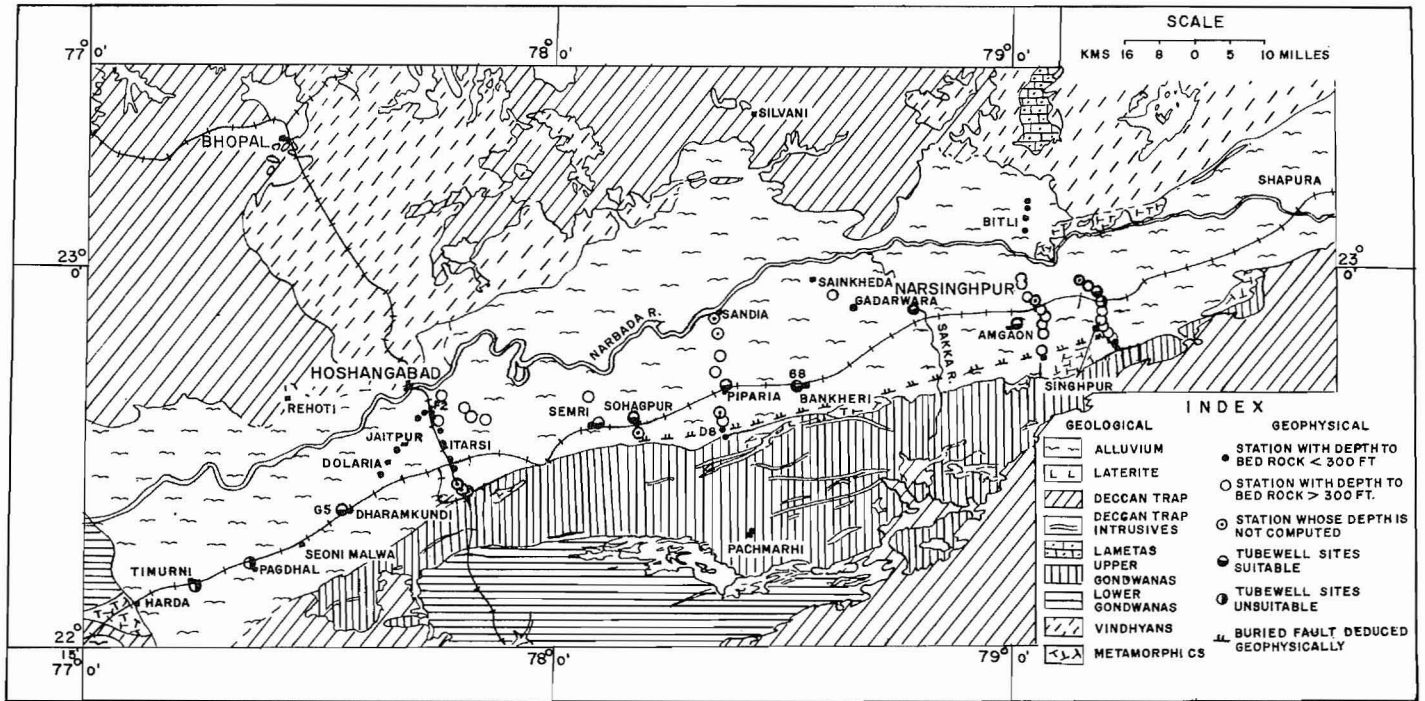 SCALE
KMS 16 8 0 5 10 MILLES
77° 0'
78° 0'
79° 0'
SILVANI
BHOPAL
SHAPURA
BITLI
23° 0'
23° 0'
SAINKHEDA
NARSINGHPUR
GADARWARA
SANDIA
NARBADA R.
AMGAON
SAKKA R.
HOSHANGABAD
68
SINGHPUR
REHOTI
PIPARIA
BANKHERI
F2
SEMRI
SOHAGPUR
D8
JAITPUR
ITARSI
DOLARIA
G5
DHARAMKUNDI
SEONI MALWA
PACHMARHI
TIMURNI
PAGDHAL
HARDA
22° 15'
77° 0'
78° 0'
79° 0'
INDEX
GEOLOGICAL
ALLUVIUM
LATERITE
DECCAN TRAP
DECCAN TRAP
INTRUSIVES
LAMETAS
UPPER
GONDWANAS
LOWER
GONDWANAS
VINDHYANS
METAMORPHICS
GEOPHYSICAL
STATION WITH DEPTH TO
BED ROCK < 300 FT
STATION WITH DEPTH TO
BED ROCK > 300 FT.
STATION WHOSE DEPTH IS
NOT COMPUTED
TUBEWELL SITES
SUITABLE
TUBEWELL SITES
UNSUITABLE
BURIED FAULT DEDUCED
GEOPHYSICALLY